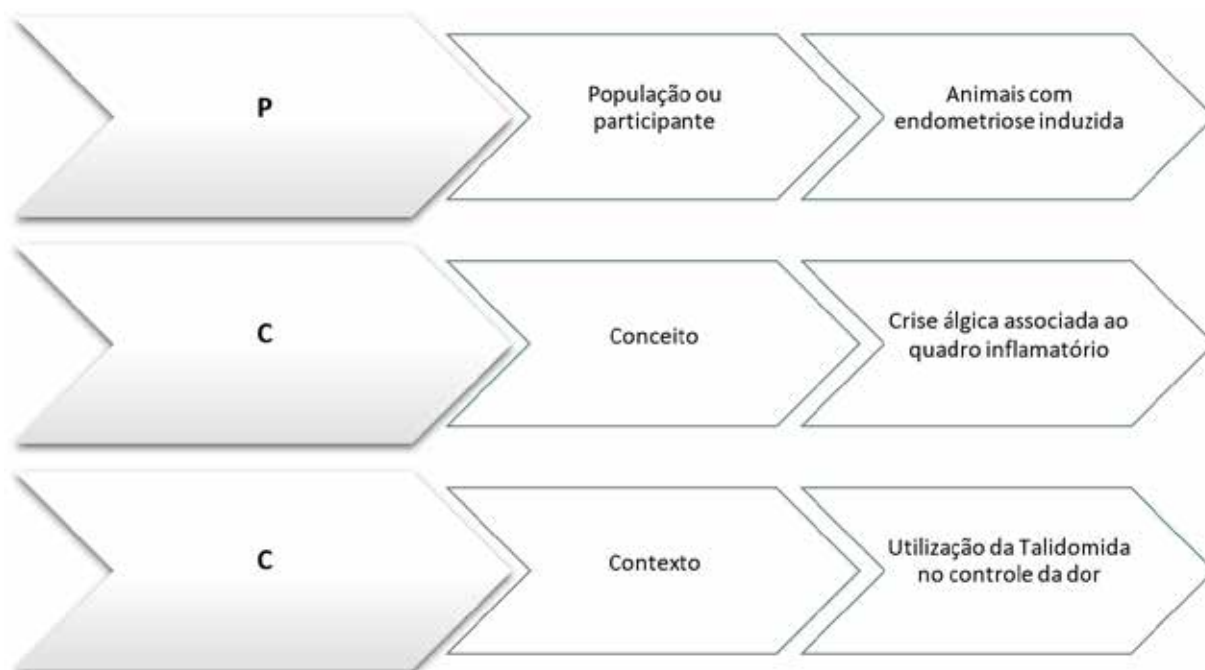 P
População ou
participante
Animais com
endometriose induzida
C
Conceito
Crise álgica associada ao
quadro inflamatório
C
Contexto
Utilização da Talidomida
no controle da dor